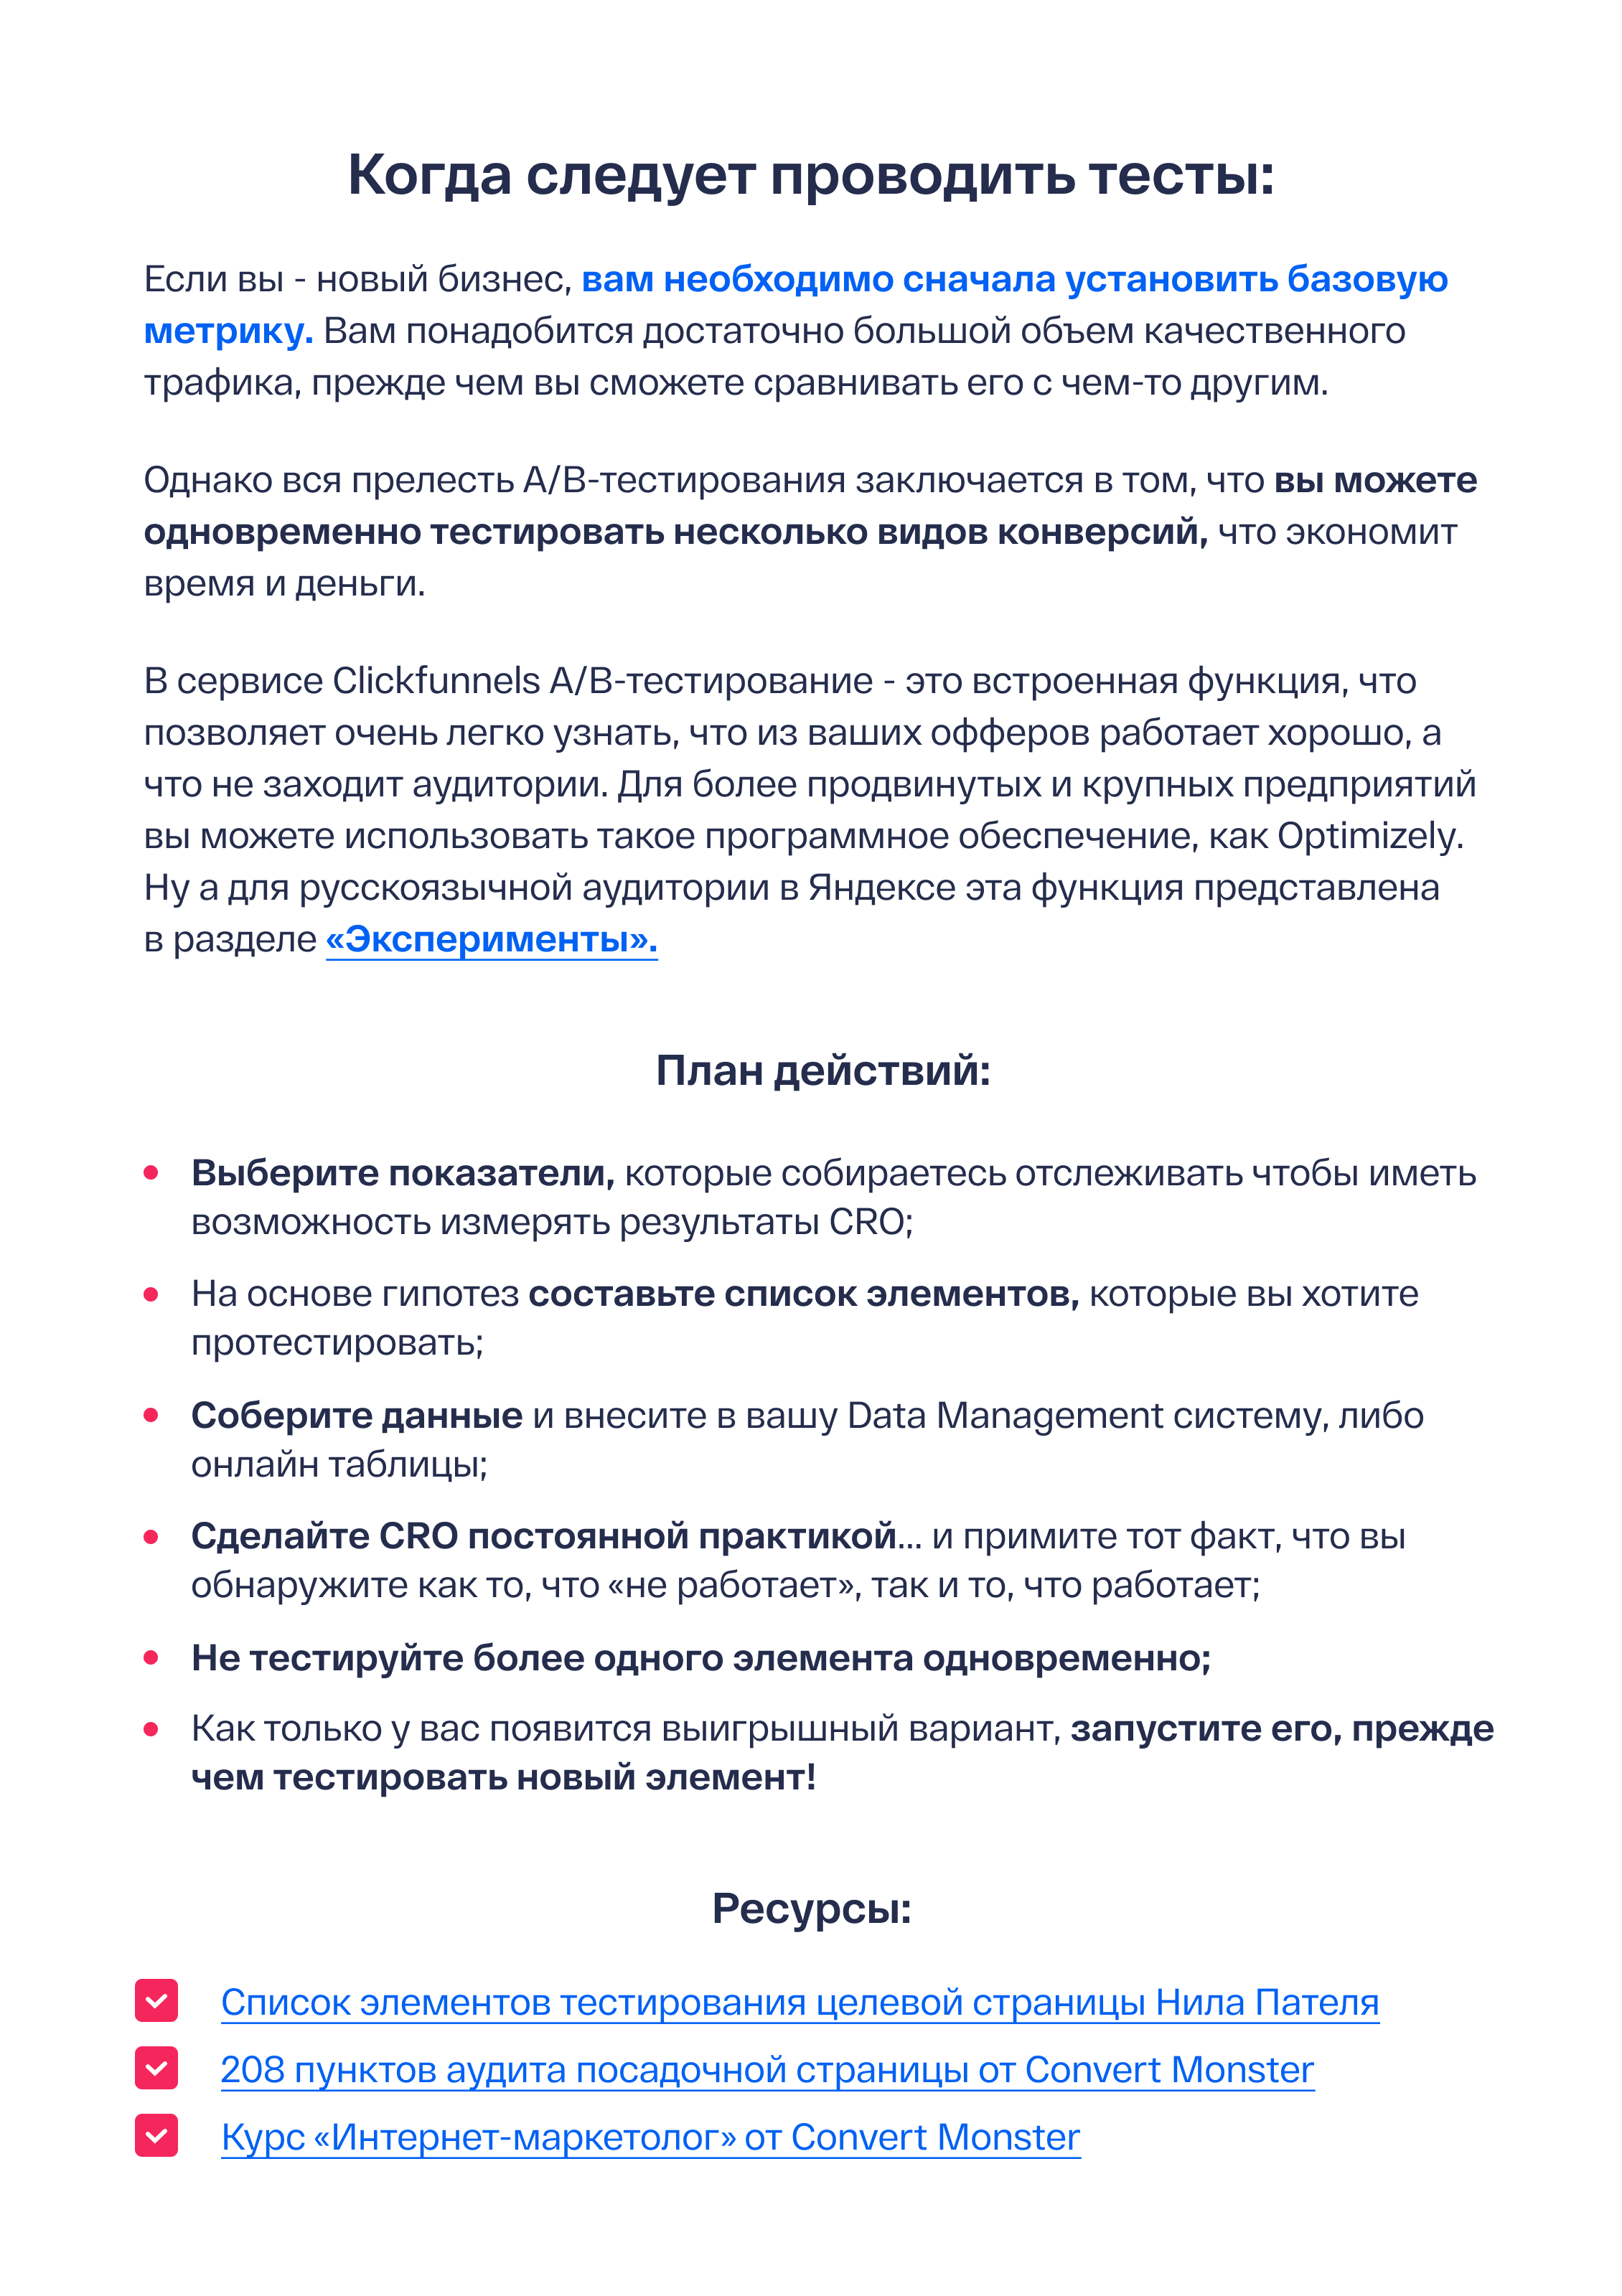 Когда следует проводить тесты:
Если вы - новый бизнес, вам необходимо сначала установить базовую
метрику. Вам понадобится достаточно большой объем качественного
трафика, прежде чем вы сможете сравнивать его с чем-то другим.
Однако вся прелесть A/B-тестирования заключается в том, что вы можете
одновременно тестировать несколько видов конверсий, что экономит
время и деньги.
В сервисе Clickfunnels A/B-тестирование - это встроенная функция, что
позволяет очень легко узнать, что из ваших офферов работает хорошо, а
что не заходит аудитории. Для более продвинутых и крупных предприятий
вы можете использовать такое программное обеспечение, как Optimizely.
Ну а для русскоязычной аудитории в Яндексе эта функция представлена
в разделе «Эксперименты».
План действий:
Выберите показатели, которые собираетесь отслеживать чтобы иметь
возможность измерять результаты CRO;
На основе гипотез составьте список элементов, которые вы хотите
протестировать;
Соберите данные и внесите в вашу Data Management систему, либо
онлайн таблицы;
Сделайте CRO постоянной практикой... и примите тот факт, что вы
обнаружите как то, что «не работает», так и то, что работает;
Не тестируйте более одного элемента одновременно;
Как только у вас появится выигрышный вариант, запустите его, прежде
чем тестировать новый элемент!
Ресурсы:
Список элементов тестирования целевой страницы Нила Пателя
208 пунктов аудита посадочной страницы от Convert Monster
Курс «Интернет-маркетолог» от Convert Monster